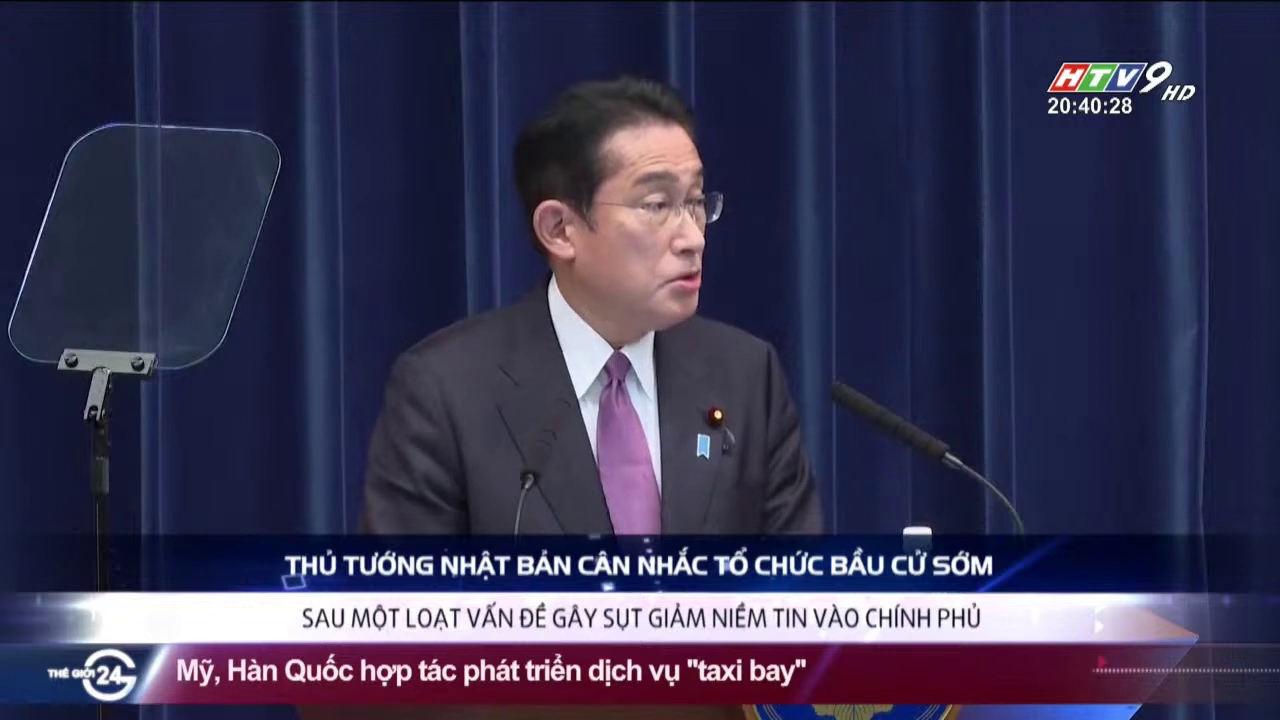 HTV9 HD
20:40:28
THỦ TƯỚNG NHẬT BẢN CÂN NHẮC TỔ CHỨC BẦU CỬ SỚM
SAU MỘT LOẠT VẤN ĐỀ GÂY SỤT GIẢM NIỀM TIN VÀO CHÍNH PHỦ
THẾ GIỚI 24G
Mỹ, Hàn Quốc hợp tác phát triển dịch vụ "taxi bay"